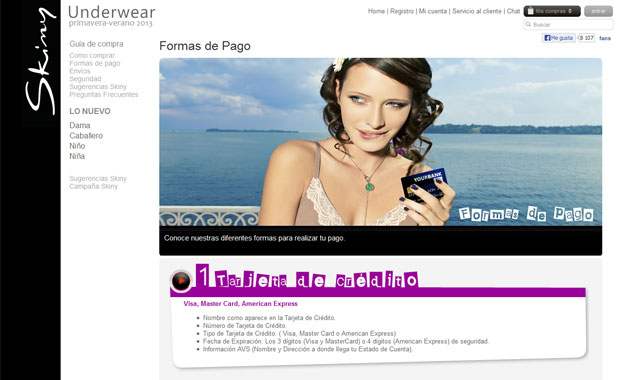 Skiny
Underwear
primavera-verano 2013
Home | Registro | Mi cuenta | Servicio al cliente | Chat
Mis compras 0
entrar
Buscar
Me gusta
8 107
fans
Guía de compra
Como comprar
Formas de pago
Envíos
Seguridad
Sugerencias Skiny
Preguntas Frecuentes
LO NUEVO
Dama
Caballero
Niño
Niña
Sugerencias Skiny
Campaña Skiny
Formas de Pago
YOURBANK
Formas de Pago
Conoce nuestras diferentes formas para realizar tu pago.
1 Tarjeta de Crédito
Visa, Master Card, American Express
Nombre como aparece en la Tarjeta de Crédito.
Número de Tarjeta de Crédito.
Tipo de Tarjeta de Crédito. ( Visa, Master Card o American Express)
Fecha de Expiración. Los 3 dígitos (Visa y MasterCard) o 4 dígitos (American Express) de seguridad.
Información AVS (Nombre y Dirección a donde llega tu Estado de Cuenta).